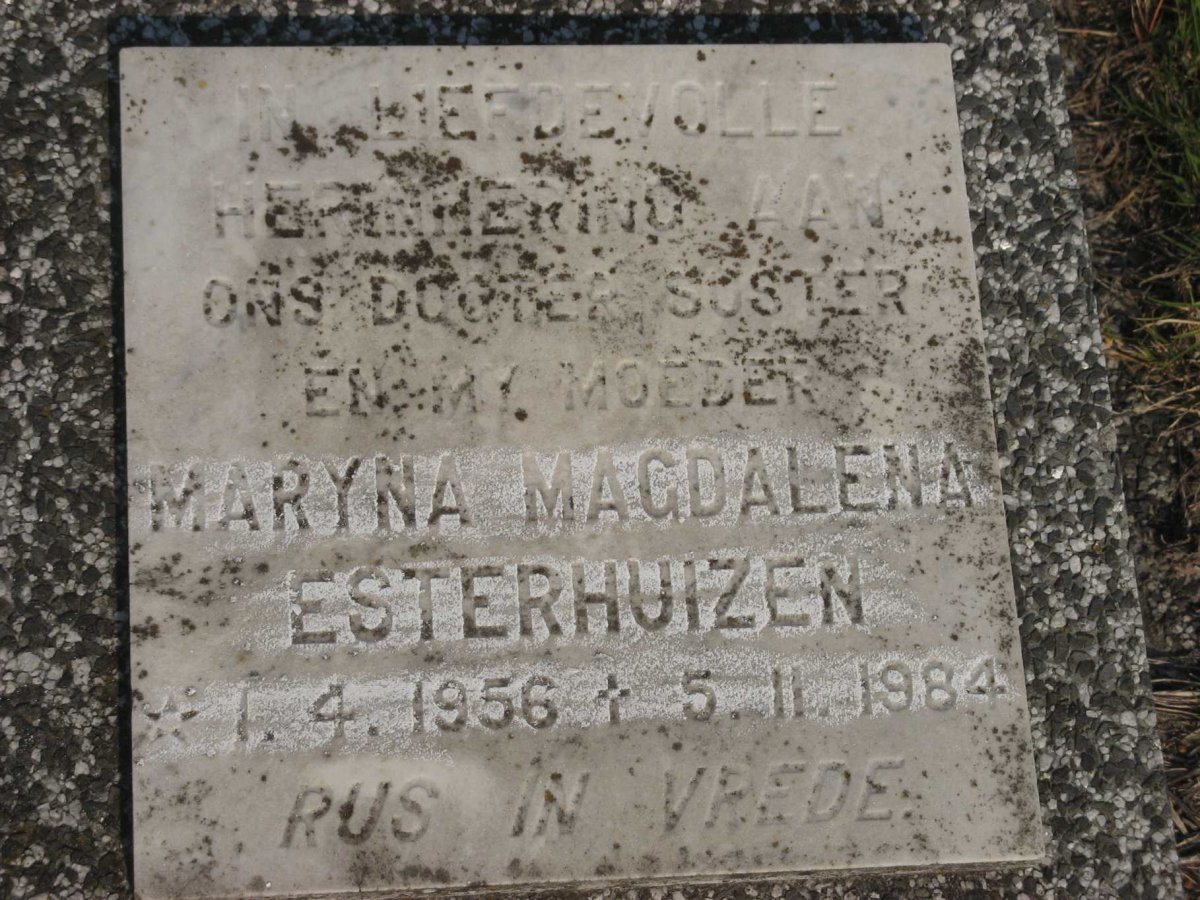 IN LIEFDEVOLLE
HERINNERING AAN
ONS DOGTER SUSTER
EN MY MOEDER
MARYNA MAGDALENA
ESTERHUIZEN
☆ 1. 4. 1956 † 5. 11. 1984
RUS IN VREDE.